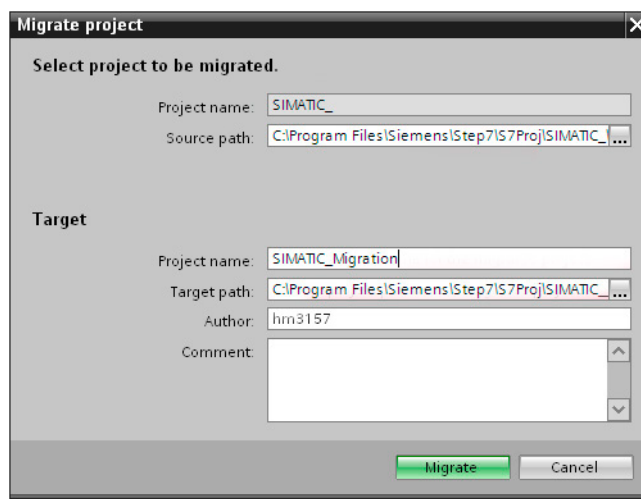 Migrate project
Select project to be migrated.
Project name: SIMATIC_
Source path: C:\Program Files\Siemens\Step7\S7Proj\SIMATIC_\ ...
Target
Project name: SIMATIC_Migration
Target path: C:\Program Files\Siemens\Step7\S7Proj\SIMATIC_ ...
Author: hm3157
Comment:
Migrate Cancel